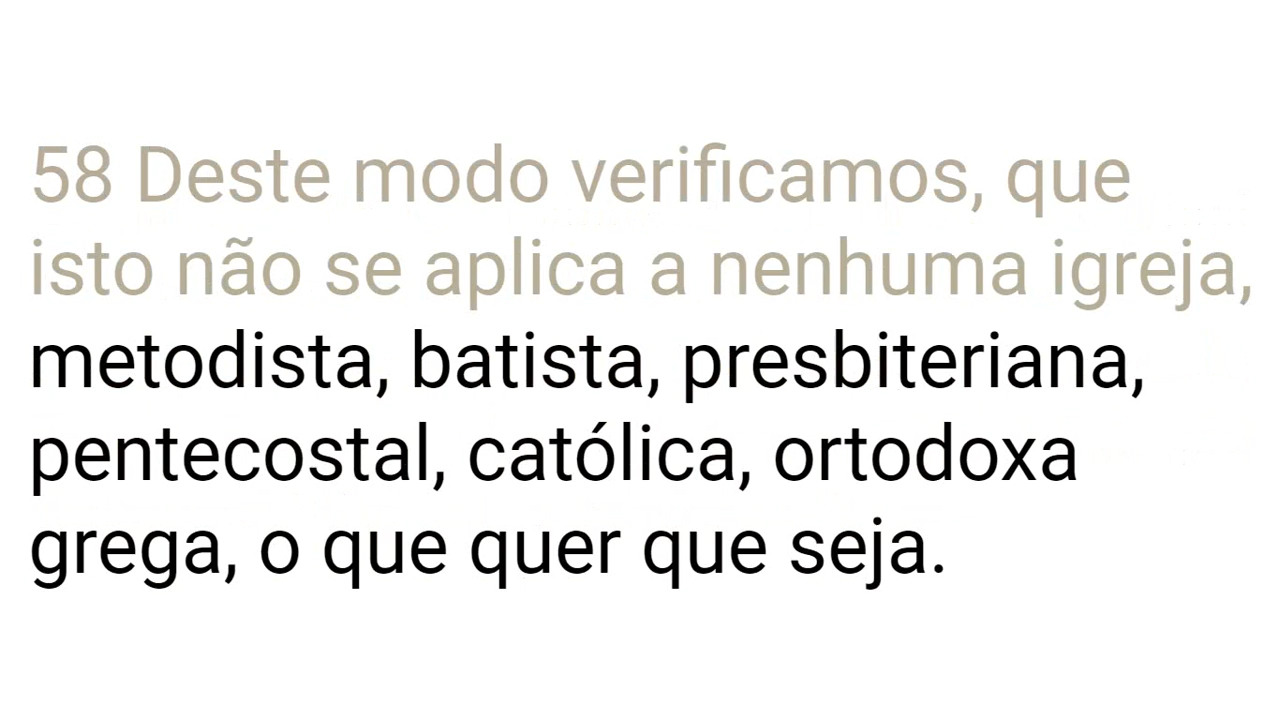 58 Deste modo verificamos, que
isto não se aplica a nenhuma igreja,
metodista, batista, presbiteriana,
pentecostal, católica, ortodoxa
grega, o que quer que seja.